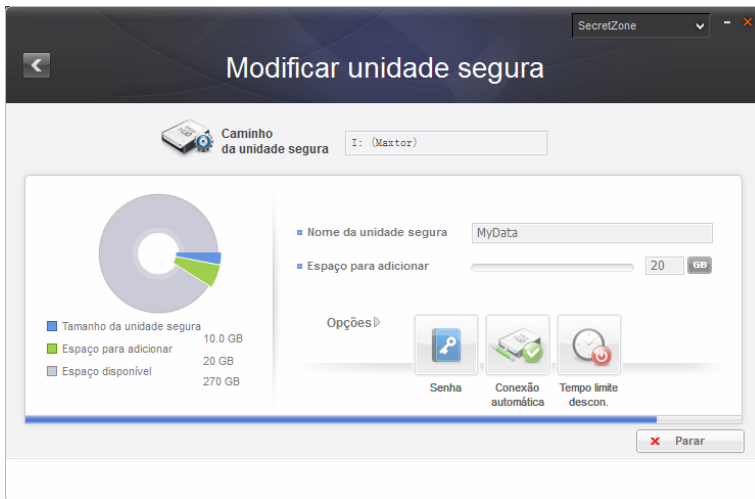 SecretZone
Modificar unidade segura
Caminho
da unidade segura
I: (Maxtor)
Nome da unidade segura
MyData
Espaço para adicionar
20
GB
Tamanho da unidade segura
10.0 GB
Espaço para adicionar
20 GB
Espaço disponível
270 GB
Opções
Senha
Conexão
automática
Tempo limite
descon.
Parar